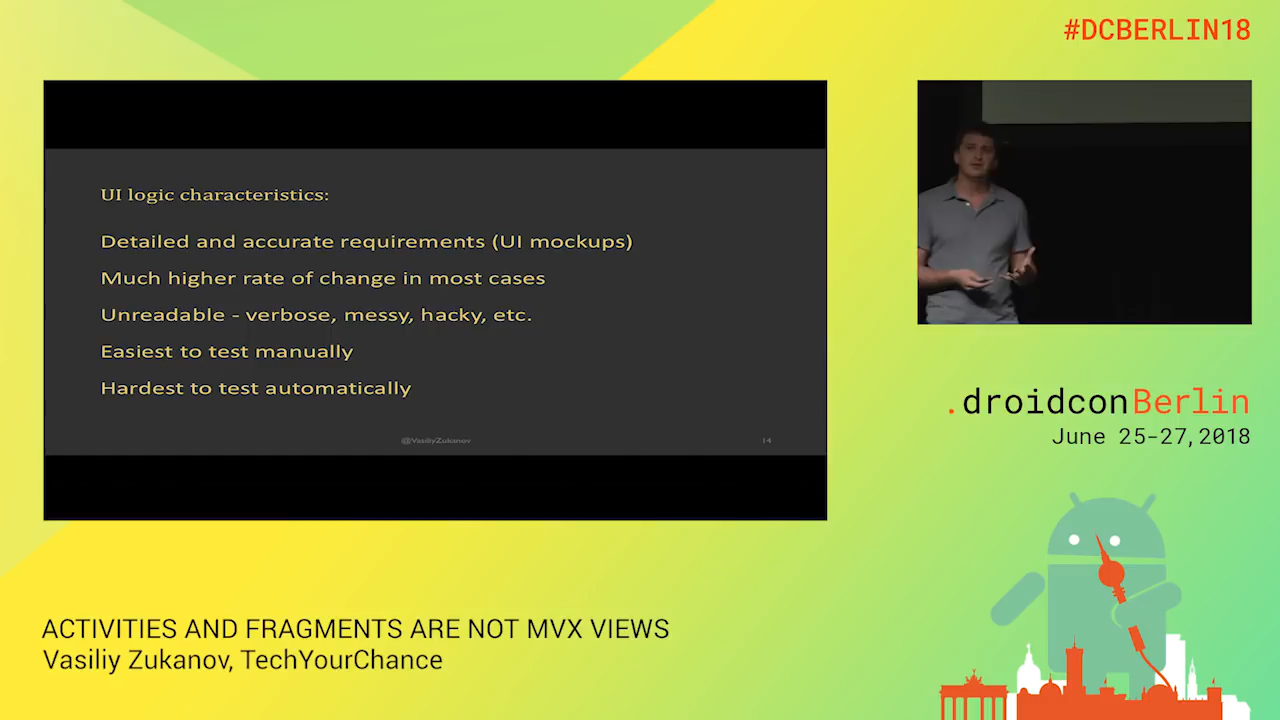 #DCBERLIN18
UI logic characteristics:
Detailed and accurate requirements (UI mockups)
Much higher rate of change in most cases
Unreadable - verbose, messy, hacky, etc.
Easiest to test manually
Hardest to test automatically
@VasiliyZukanov
14
.droidconBerlin
June 25-27,2018
ACTIVITIES AND FRAGMENTS ARE NOT MVX VIEWS
Vasiliy Zukanov, TechYourChance